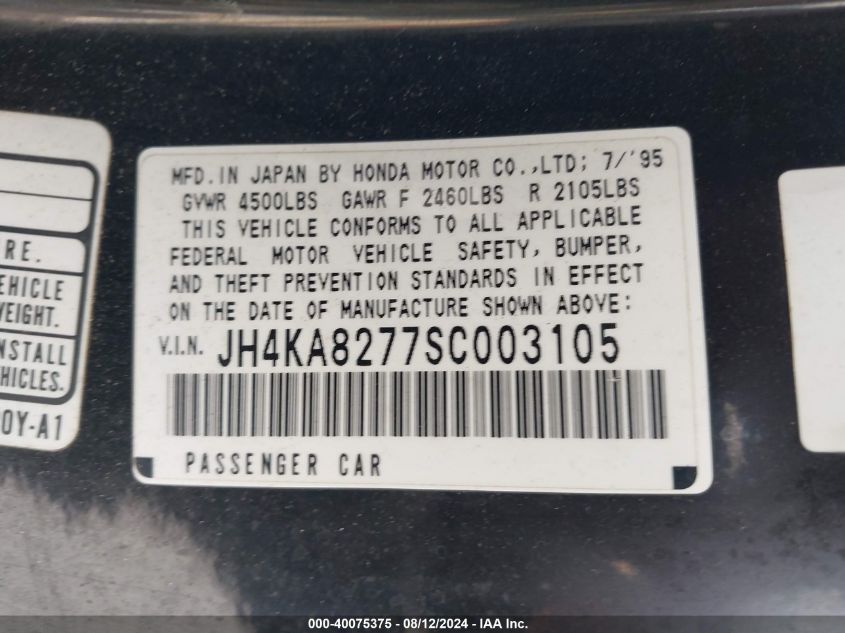 MFD. IN JAPAN BY HONDA MOTOR CO.,LTD; 7/'95
GVWR 4500LBS GAWR F 2460LBS R 2105LBS
THIS VEHICLE CONFORMS TO ALL APPLICABLE
FEDERAL MOTOR VEHICLE SAFETY, BUMPER,
AND THEFT PREVENTION STANDARDS IN EFFECT
ON THE DATE OF MANUFACTURE SHOWN ABOVE:
V.I.N. JH4KA8277SC003105
PASSENGER CAR
RE.
EHICLE
EIGHT.
NSTALL
HICLES.
0Y-A1
000-40075375 - 08/12/2024 - IAA Inc.